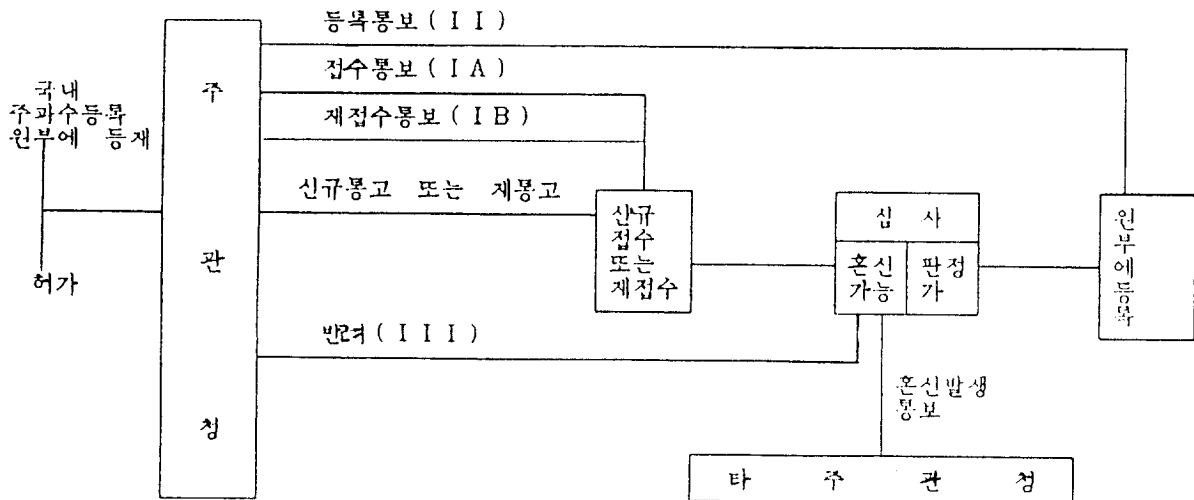 등록통보 ( I I )
접수통보 ( I A )
재접수통보 ( I B )
신규통고 또는 재통고
반려 ( I I I )
국내
주파수등록
원부에 등재
허가
주
관
청
신규
접수
또는
재접수
심 사
혼신
가능
판정
가
원
부
에
등
록
혼신발생
통보
타 주 관 청